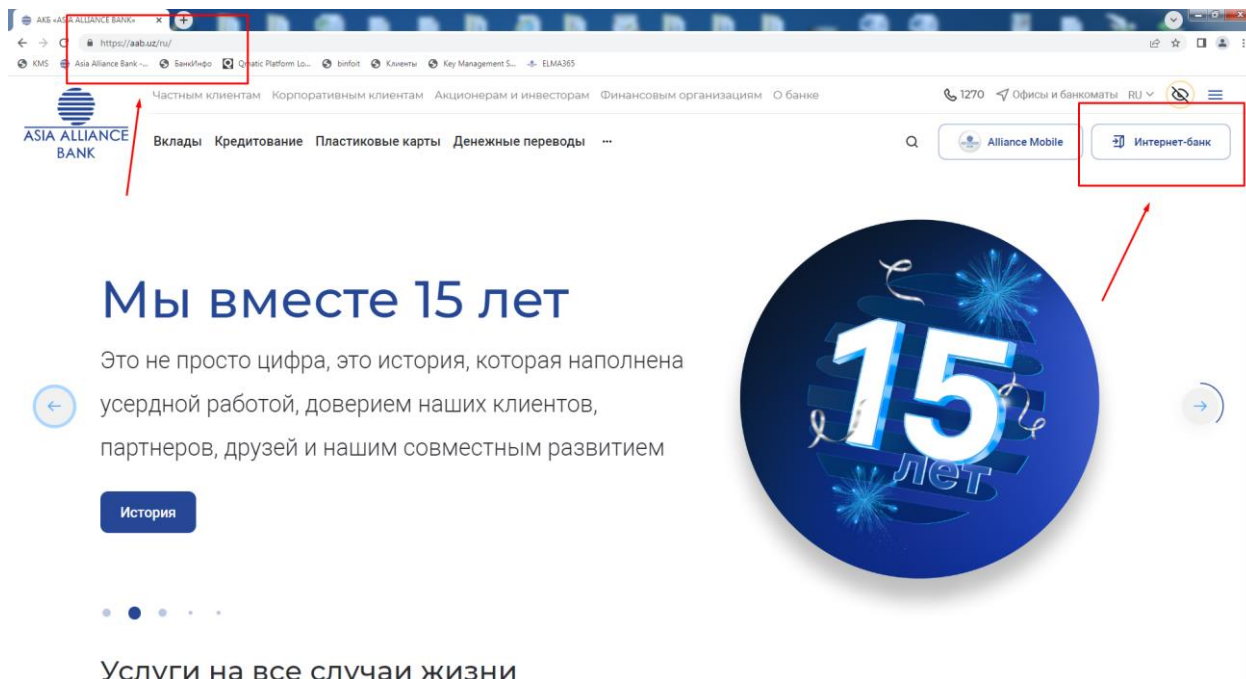 АКБ «ASIA ALLIANCE BANK»
https://aab.uz/ru/
KMS Asia Alliance Bank -... БанкИнфо Qmatic Platform Lo... binfoit Клиенты Key Management S... ELMA365
Частным клиентам Корпоративным клиентам Акционерам и инвесторам Финансовым организациям О банке 1270 Офисы и банкоматы RU
ASIA ALLIANCE
BANK
Вклады Кредитование Пластиковые карты Денежные переводы ... Alliance Mobile Интернет-банк
Мы вместе 15 лет
Это не просто цифра, это история, которая наполнена
усердной работой, доверием наших клиентов,
партнеров, друзей и нашим совместным развитием
История
15
лет
Услуги на все случаи жизни